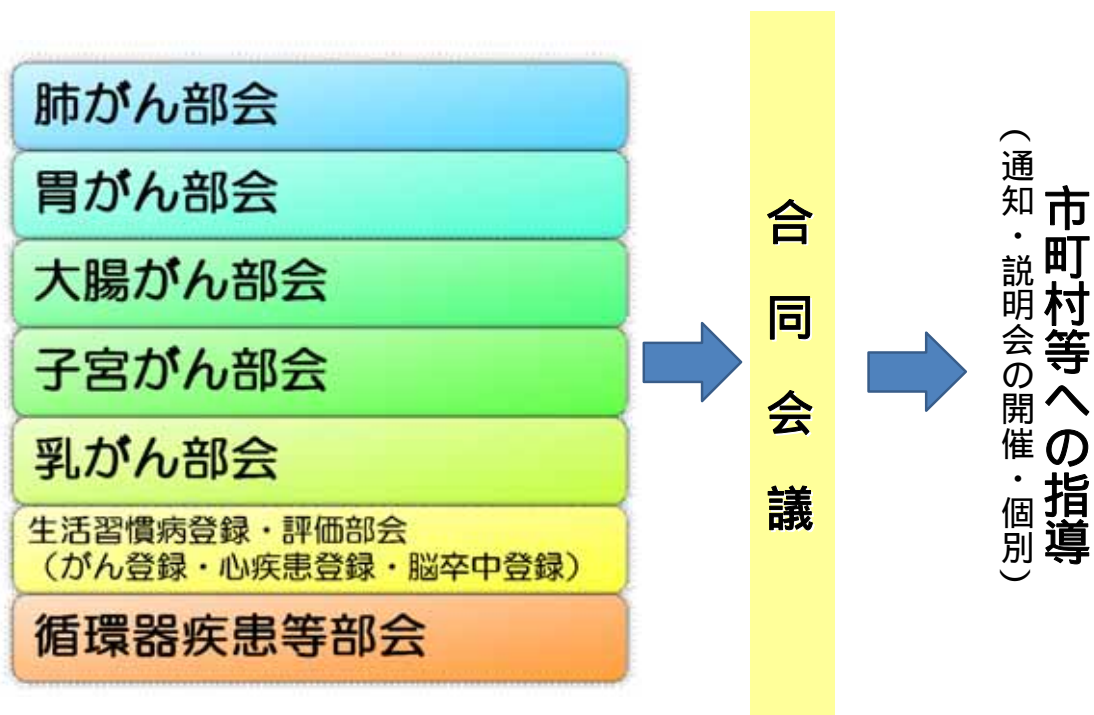 肺がん部会
胃がん部会
大腸がん部会
子宮がん部会
乳がん部会
生活習慣病登録・評価部会
（がん登録・心疾患登録・脳卒中登録）
循環器疾患等部会
合同会議
市町村等への指導
（通知・説明会の開催・個別）